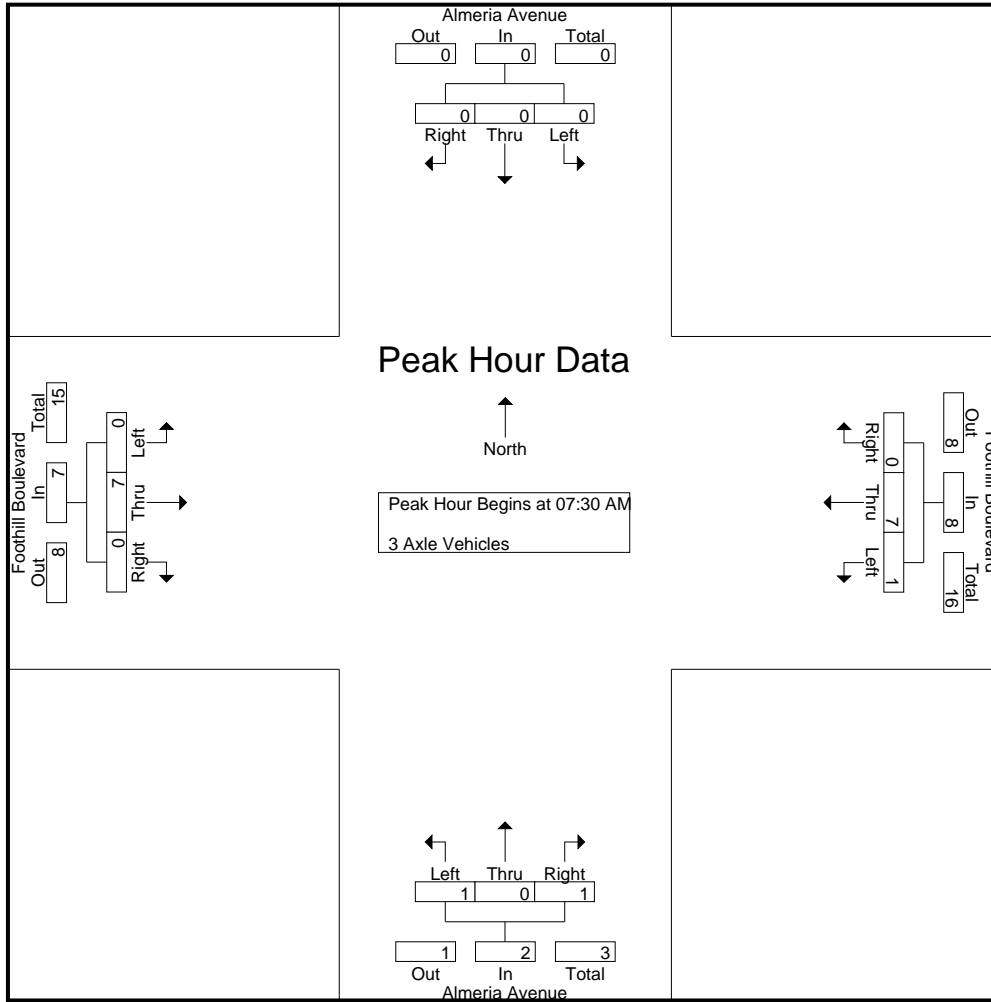 Almeria Avenue
Out In Total
0 0 0
0 0 0
Right Thru Left
Peak Hour Data
North
Peak Hour Begins at 07:30 AM
3 Axle Vehicles
Foothill Boulevard
Total In Out
15 7 8
0 7 0
Left Thru Right
Foothill Boulevard
Out In Total
8 8 16
0 7 1
Right Thru Left
Left Thru Right
1 0 1
1 2 3
Out In Total
Almeria Avenue